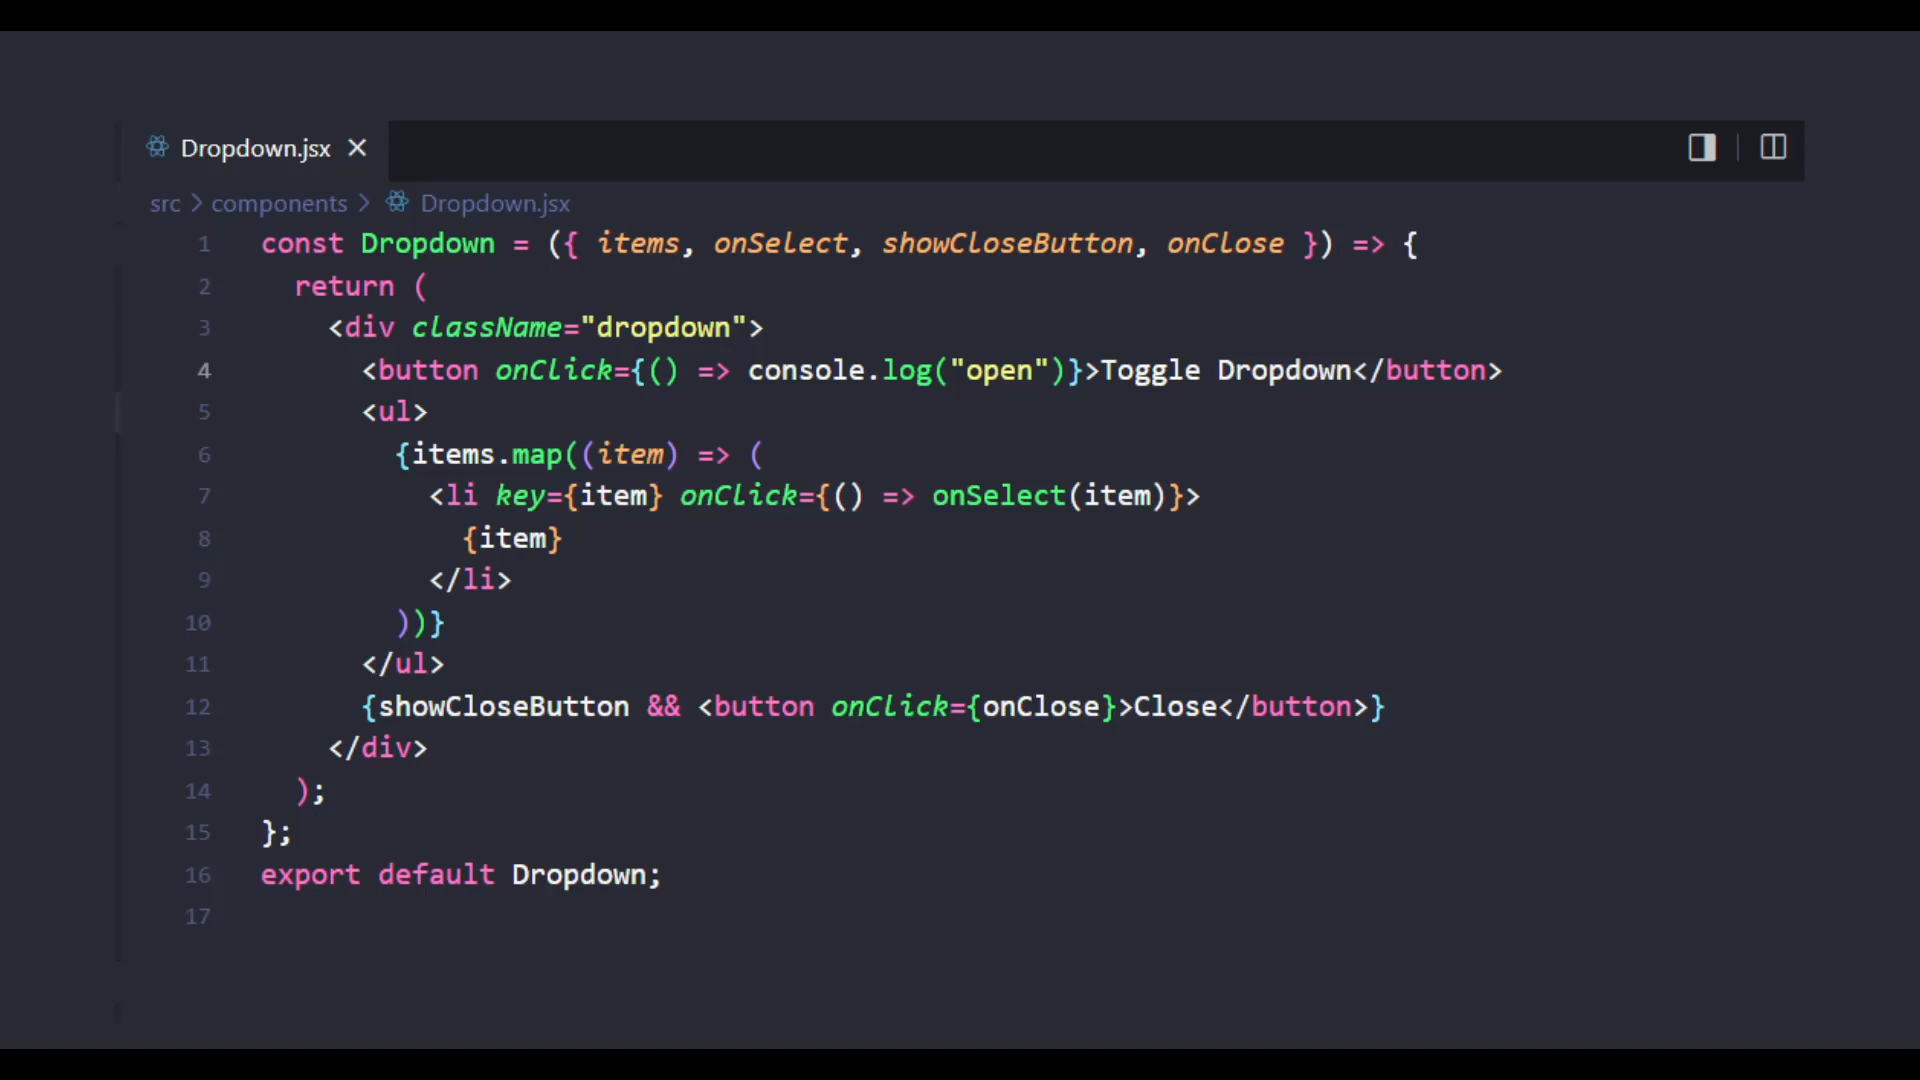 Dropdown.jsx
src > components > Dropdown.jsx
1 const Dropdown = ({ items, onSelect, showCloseButton, onClose }) => {
2 return (
3 <div className="dropdown">
4 <button onClick={() => console.log("open")}>Toggle Dropdown</button>
5 <ul>
6 {items.map((item) => (
7 <li key={item} onClick={() => onSelect(item)}>
8 {item}
9 </li>
10 ))}
11 </ul>
12 {showCloseButton && <button onClick={onClose}>Close</button>}
13 </div>
14 );
15 };
16 export default Dropdown;
17